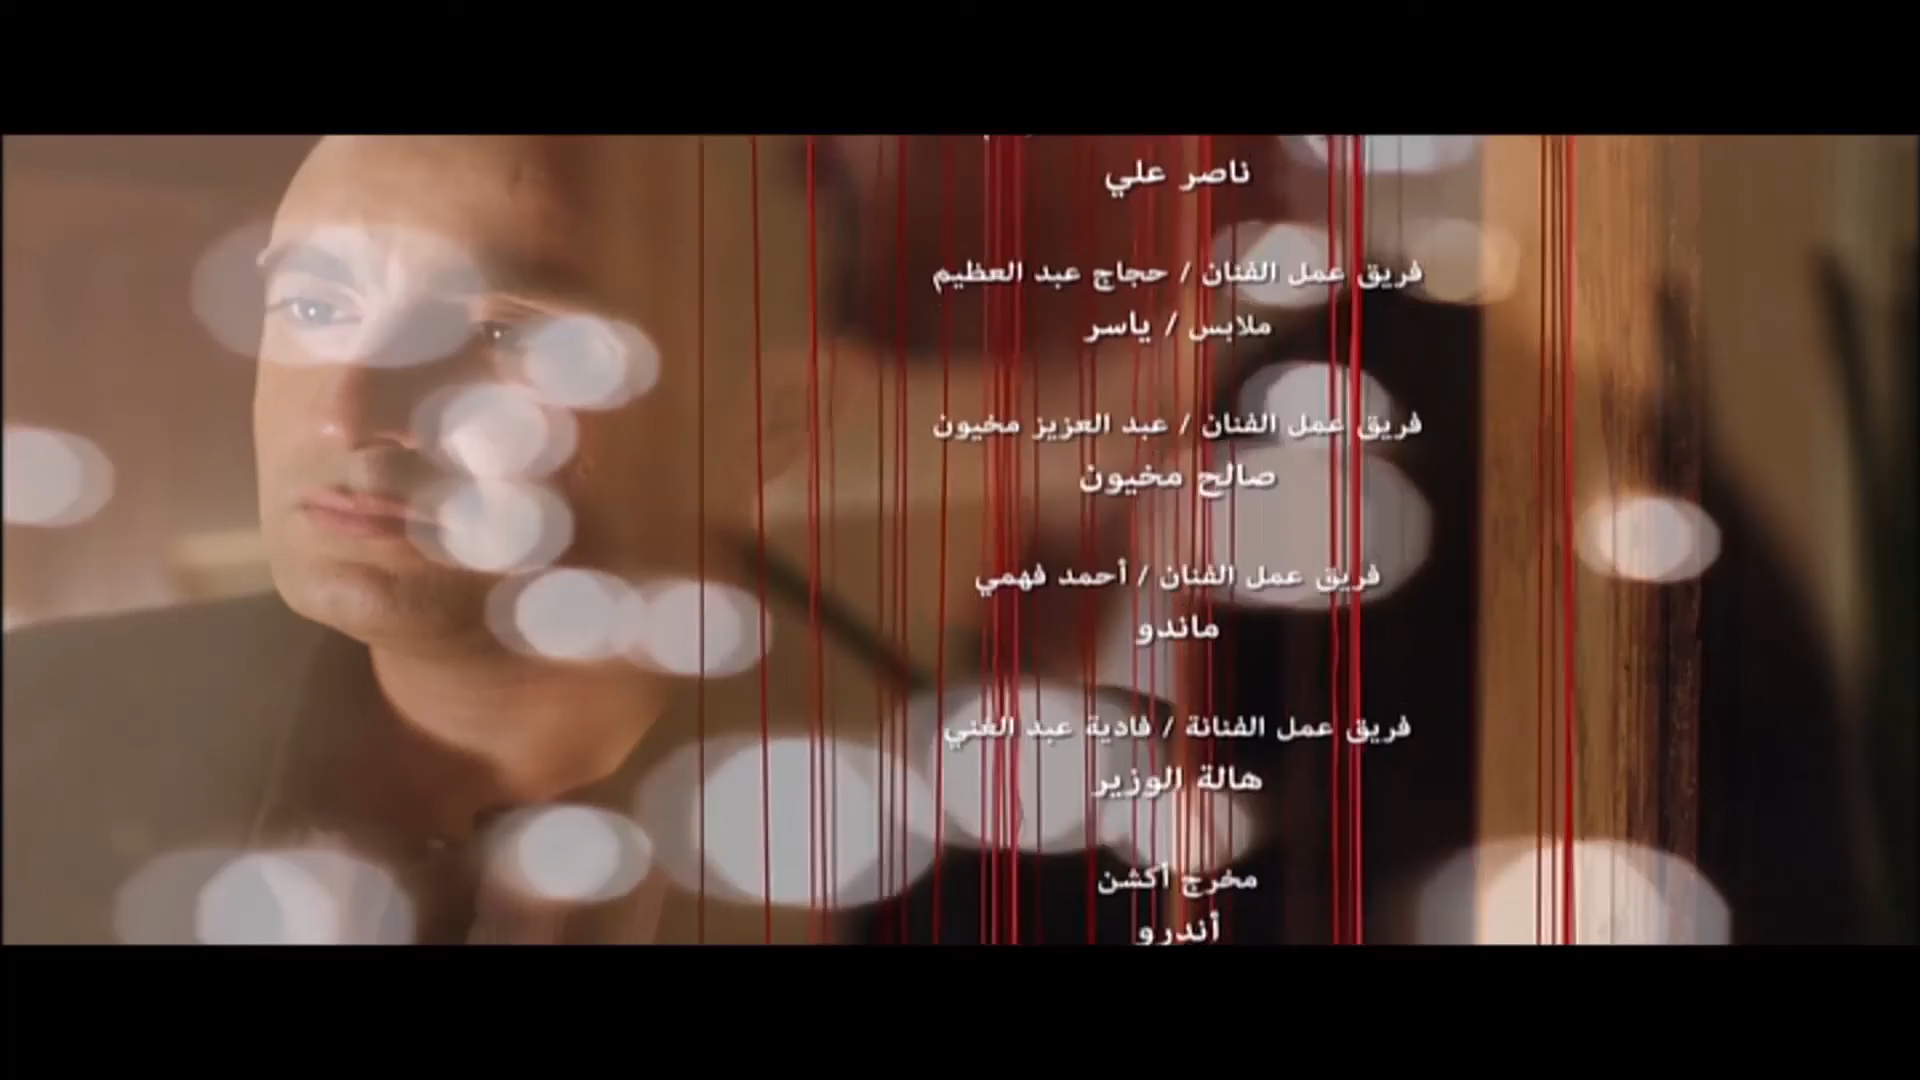 ناصر علي
فريق عمل الفنان / حجاج عبد العظيم
ملابس / ياسر
فريق عمل الفنان / عبد العزيز مخيون
صالح مخيون
فريق عمل الفنان / أحمد فهمي
ماندو
فريق عمل الفنانة / فادية عبد الغني
هالة الوزير
مخرج أكشن
أندرو